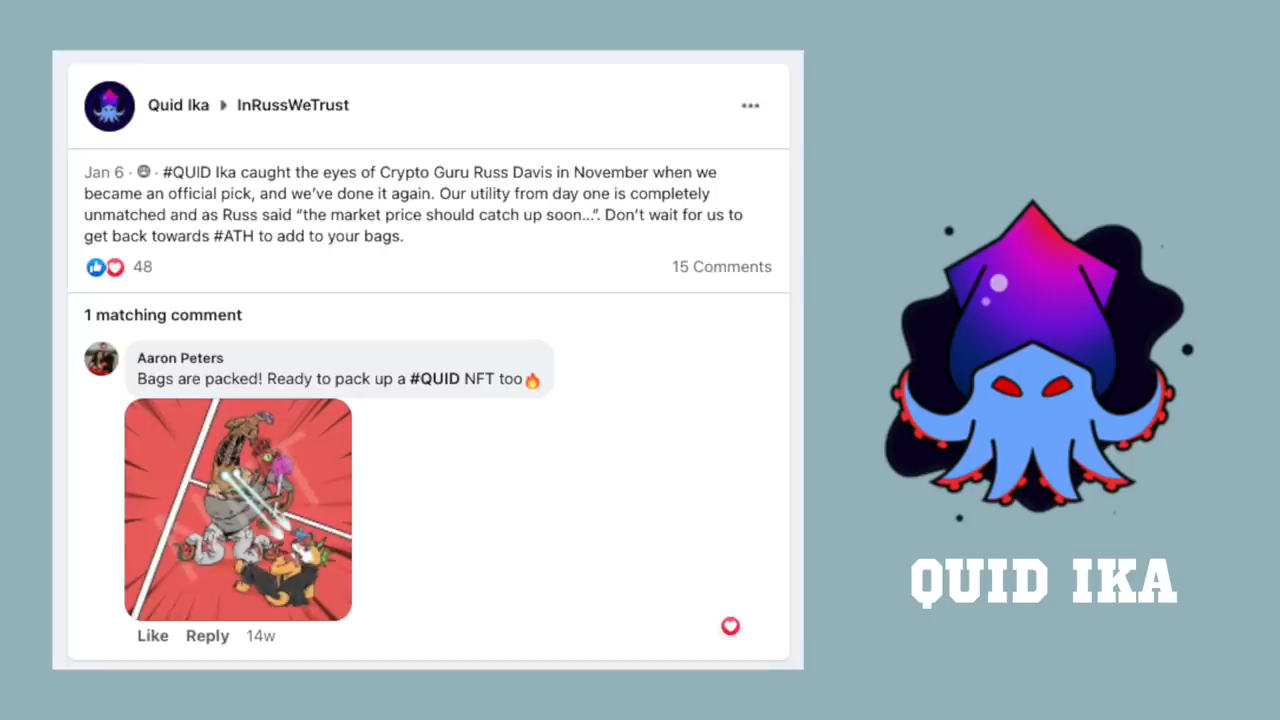 Quid Ika ▸ InRussWeTrust
Jan 6 · #QUID Ika caught the eyes of Crypto Guru Russ Davis in November when we
became an official pick, and we've done it again. Our utility from day one is completely
unmatched and as Russ said “the market price should catch up soon...”. Don't wait for us to
get back towards #ATH to add to your bags.
48
15 Comments
1 matching comment
Aaron Peters
Bags are packed! Ready to pack up a #QUID NFT too🔥
Like Reply 14w
QUID IKA